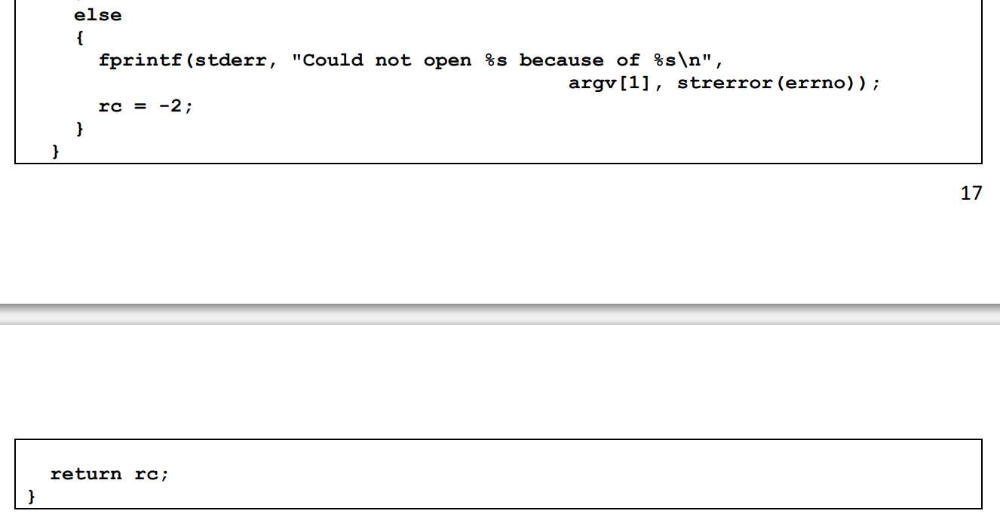 else
{
fprintf(stderr, "Could not open %s because of %s\n",
argv[1], strerror(errno));
rc = -2;
}
}
17
return rc;
}